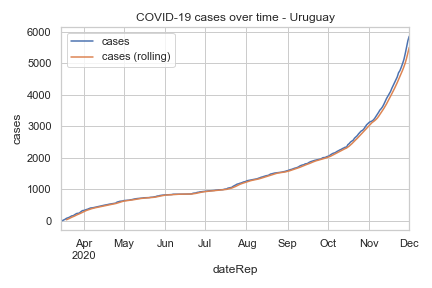 COVID-19 cases over time - Uruguay
cases
cases (rolling)
6000
5000
4000
3000
2000
1000
0
cases
Apr May Jun Jul Aug Sep Oct Nov Dec
2020
dateRep